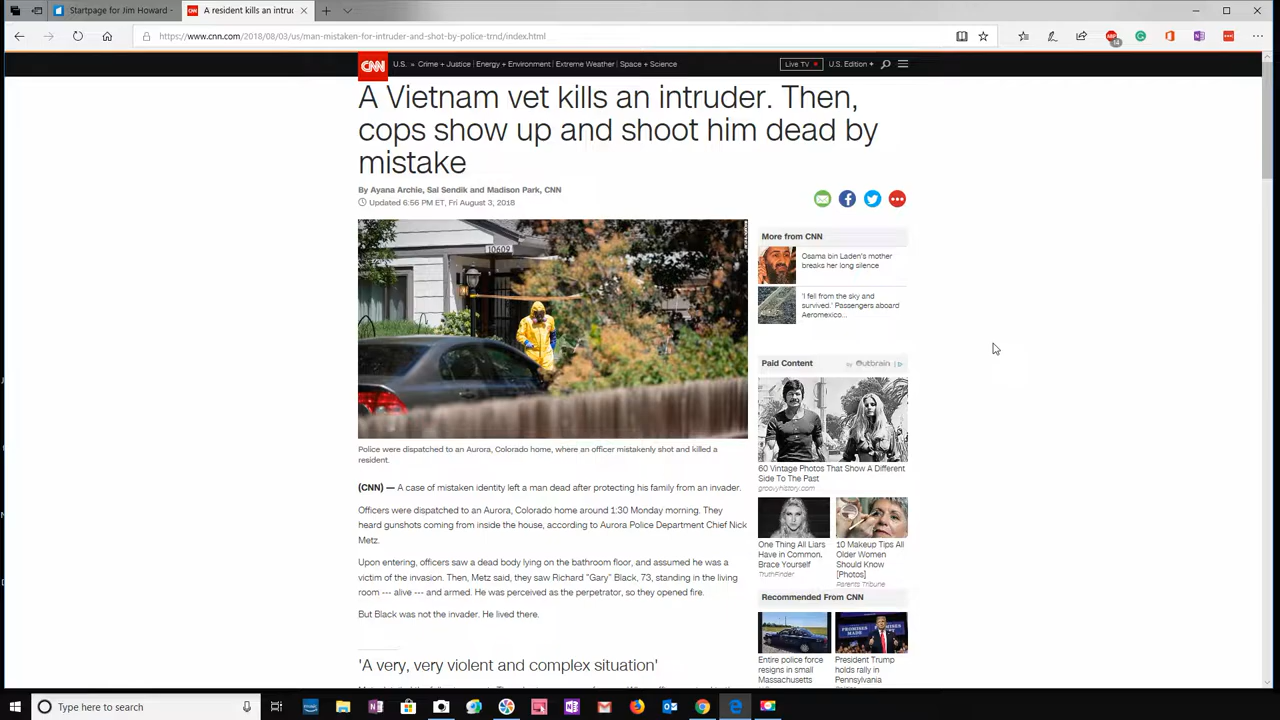 Startpage for Jim Howard -
A resident kills an intruc
https://www.cnn.com/2018/08/03/us/man-mistaken-for-intruder-and-shot-by-police-trnd/index.html
14
CNN
U.S. » Crime + Justice | Energy + Environment | Extreme Weather | Space + Science
Live TV
U.S. Edition +
A Vietnam vet kills an intruder. Then,
cops show up and shoot him dead by
mistake
By Ayana Archie, Sal Sendik and Madison Park, CNN
Updated 6:56 PM ET, Fri August 3, 2018
10609
Police were dispatched to an Aurora, Colorado home, where an officer mistakenly shot and killed a
resident.
(CNN) — A case of mistaken identity left a man dead after protecting his family from an invader.
Officers were dispatched to an Aurora, Colorado home around 1:30 Monday morning. They
heard gunshots coming from inside the house, according to Aurora Police Department Chief Nick
Metz.
Upon entering, officers saw a dead body lying on the bathroom floor, and assumed he was a
victim of the invasion. Then, Metz said, they saw Richard "Gary" Black, 73, standing in the living
room --- alive --- and armed. He was perceived as the perpetrator, so they opened fire.
But Black was not the invader. He lived there.
'A very, very violent and complex situation'
More from CNN
Osama bin Laden's mother
breaks her long silence
'I fell from the sky and
survived.' Passengers aboard
Aeromexico...
Paid Content
by Outbrain
60 Vintage Photos That Show A Different
Side To The Past
groovyhistory.com
One Thing All Liars
Have in Common,
Brace Yourself
TruthFinder
10 Makeup Tips All
Older Women
Should Know
[Photos]
Parents Tribune
Recommended From CNN
PROMISES
MADE
Entire police force
resigns in small
Massachusetts
President Trump
holds rally in
Pennsylvania
Type here to search